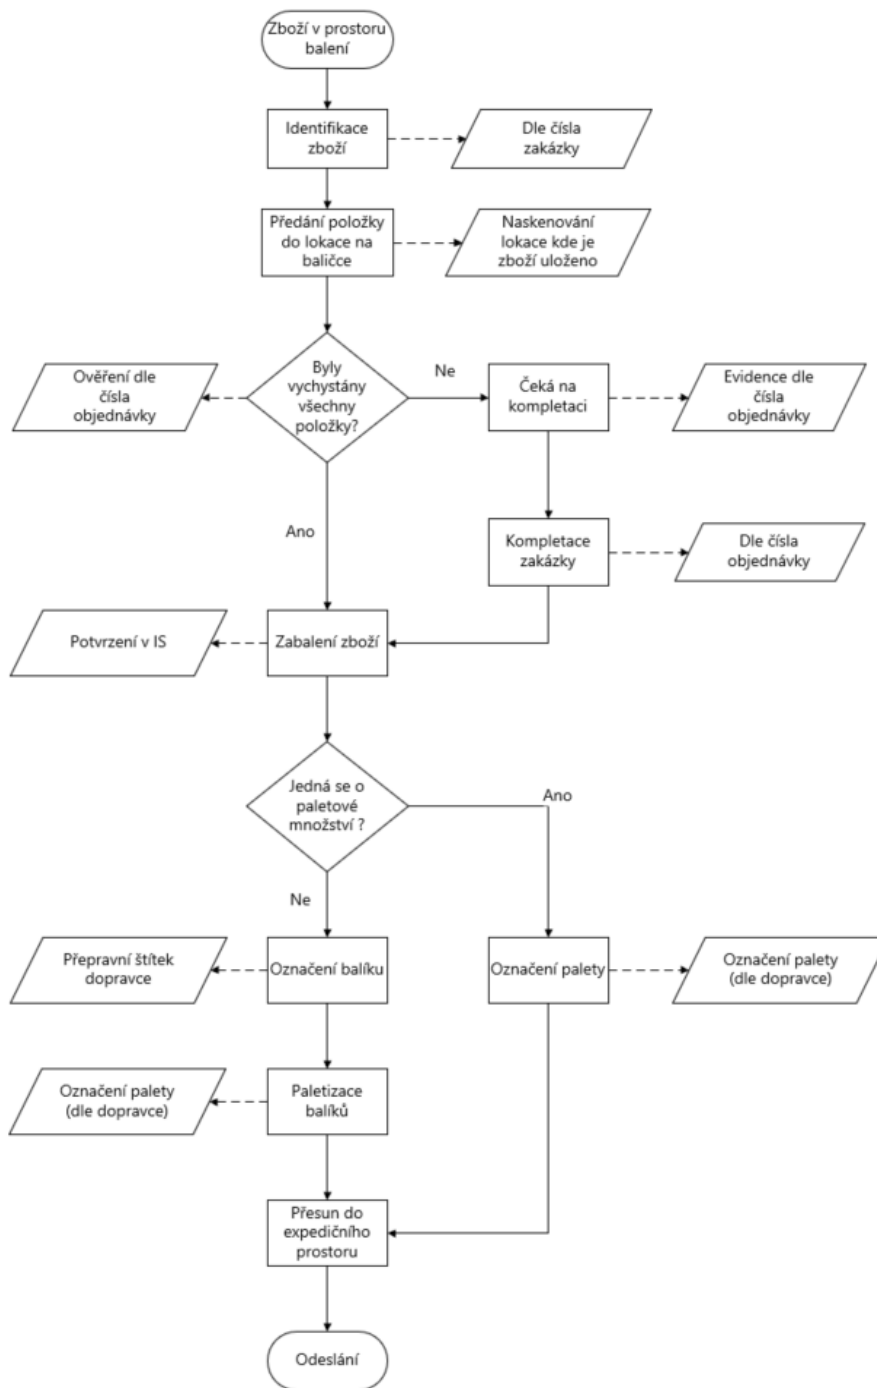 Zboží v prostoru
balení
Identifikace
zboží
Dle čísla
zakázky
Předání položky
do lokace na
baličce
Naskenování
lokace kde je
zboží uloženo
Ověření dle
čísla
objednávky
Byly
vychystány
všechny
položky?
Ne
Čeká na
kompletaci
Evidence dle
čísla
objednávky
Ano
Kompletace
zakázky
Dle čísla
objednávky
Potvrzení v IS
Zabalení zboží
Jedná se o
paletové
množství ?
Ano
Ne
Přepravní štítek
dopravce
Označení balíku
Označení palety
Označení palety
(dle dopravce)
Označení palety
(dle dopravce)
Paletizace
balíků
Přesun do
expedičního
prostoru
Odeslání